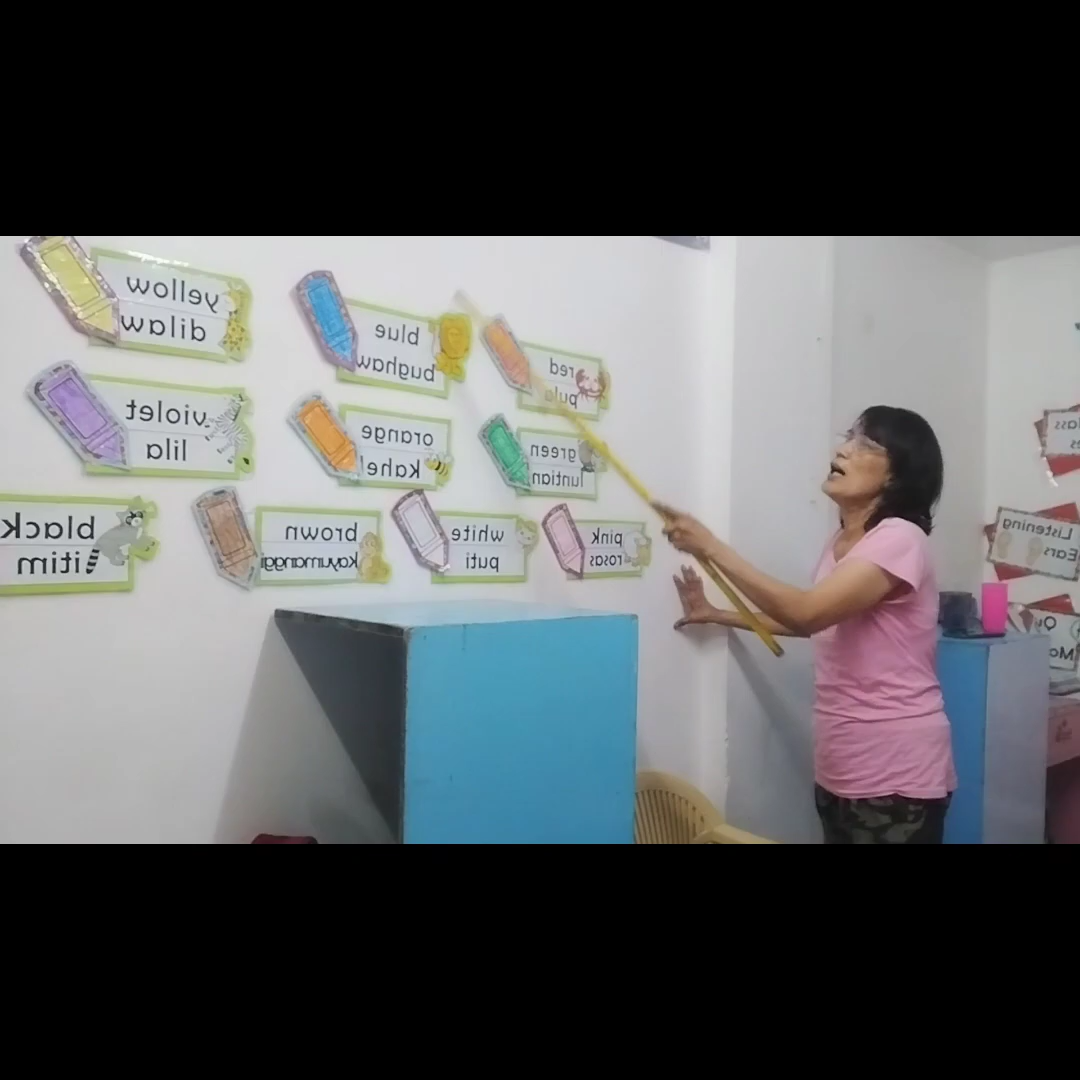 yellow
dilaw
blue
bughaw
red
pula
violet
lila
orange
kahel
green
luntian
black
itim
brown
kayumanggi
white
puti
pink
rosas
Listening
Ears